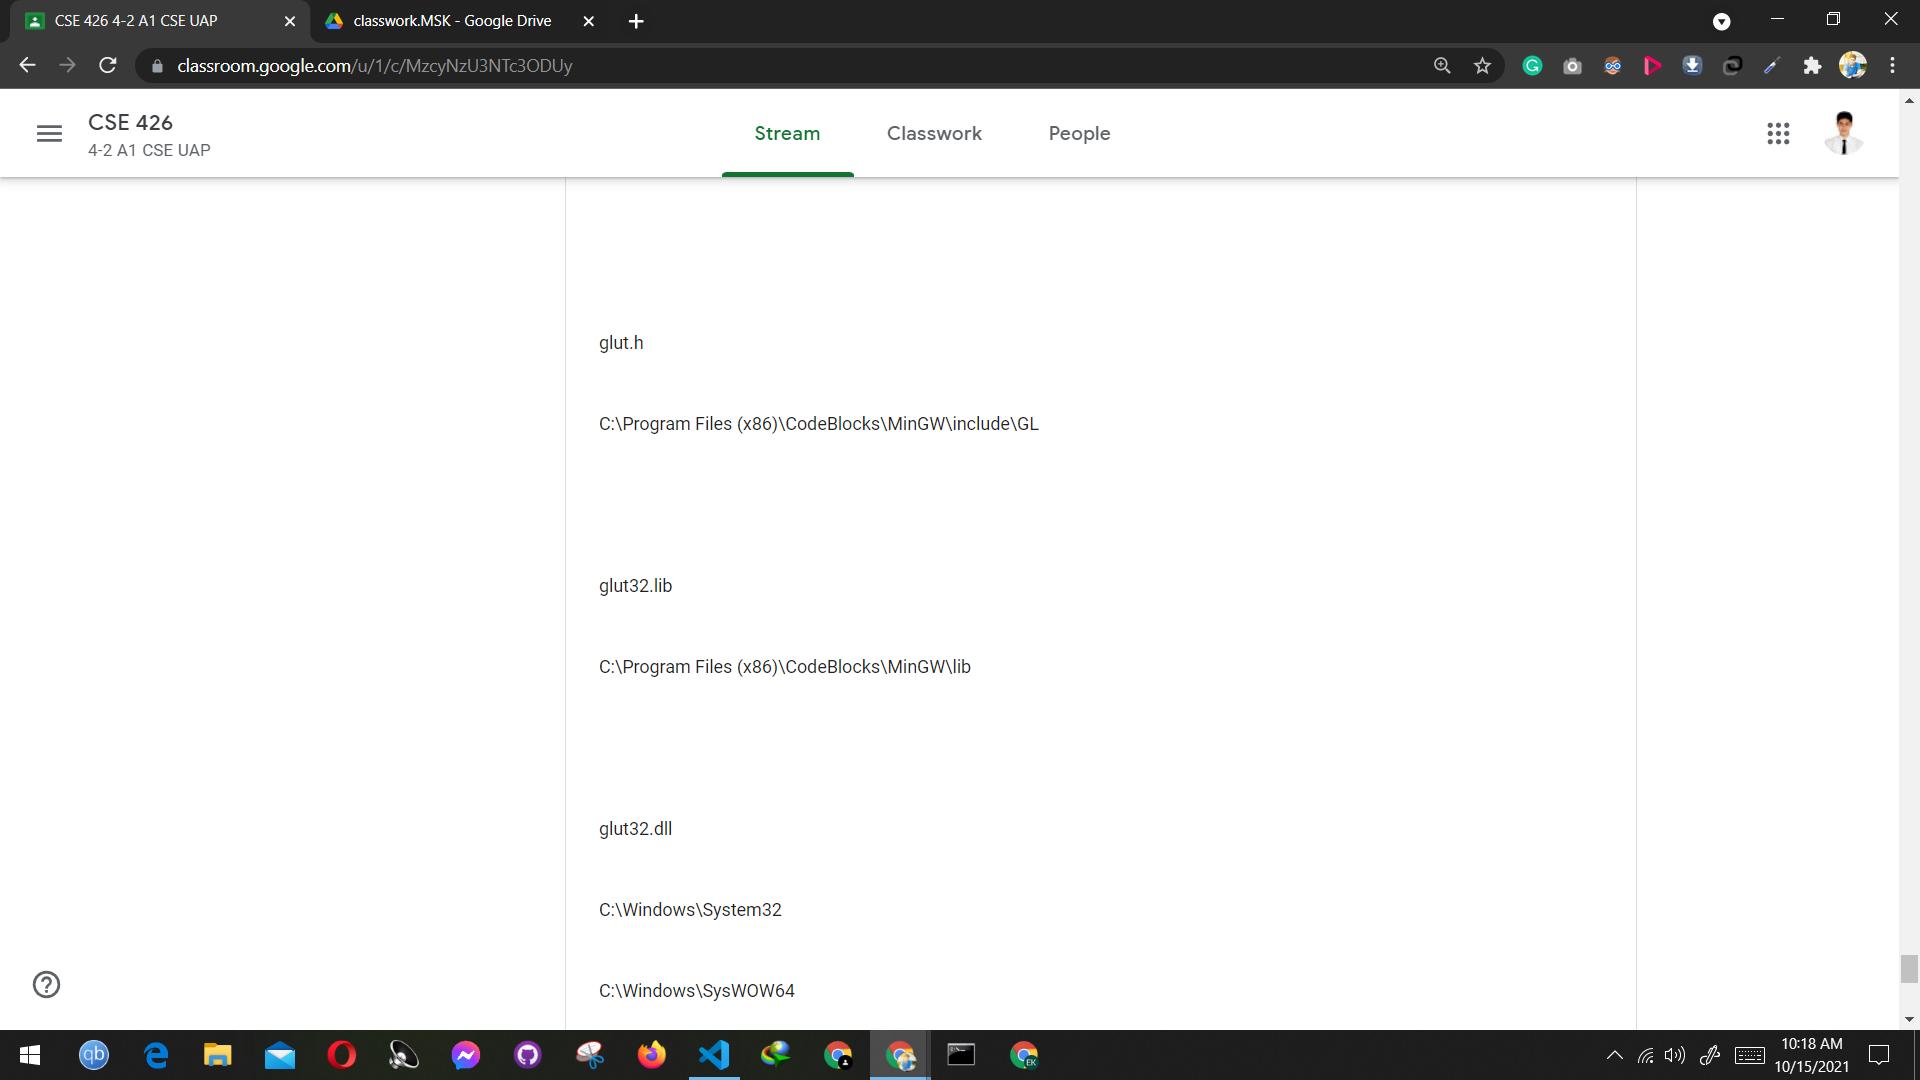 CSE 426 4-2 A1 CSE UAP
classwork.MSK - Google Drive
classroom.google.com/u/1/c/MzcyNzU3NTc3ODUy
CSE 426
4-2 A1 CSE UAP
Stream
Classwork
People
glut.h
C:\Program Files (x86)\CodeBlocks\MinGW\include\GL
glut32.lib
C:\Program Files (x86)\CodeBlocks\MinGW\lib
glut32.dll
C:\Windows\System32
C:\Windows\SysWOW64
qb
EK
10:18 AM
10/15/2021